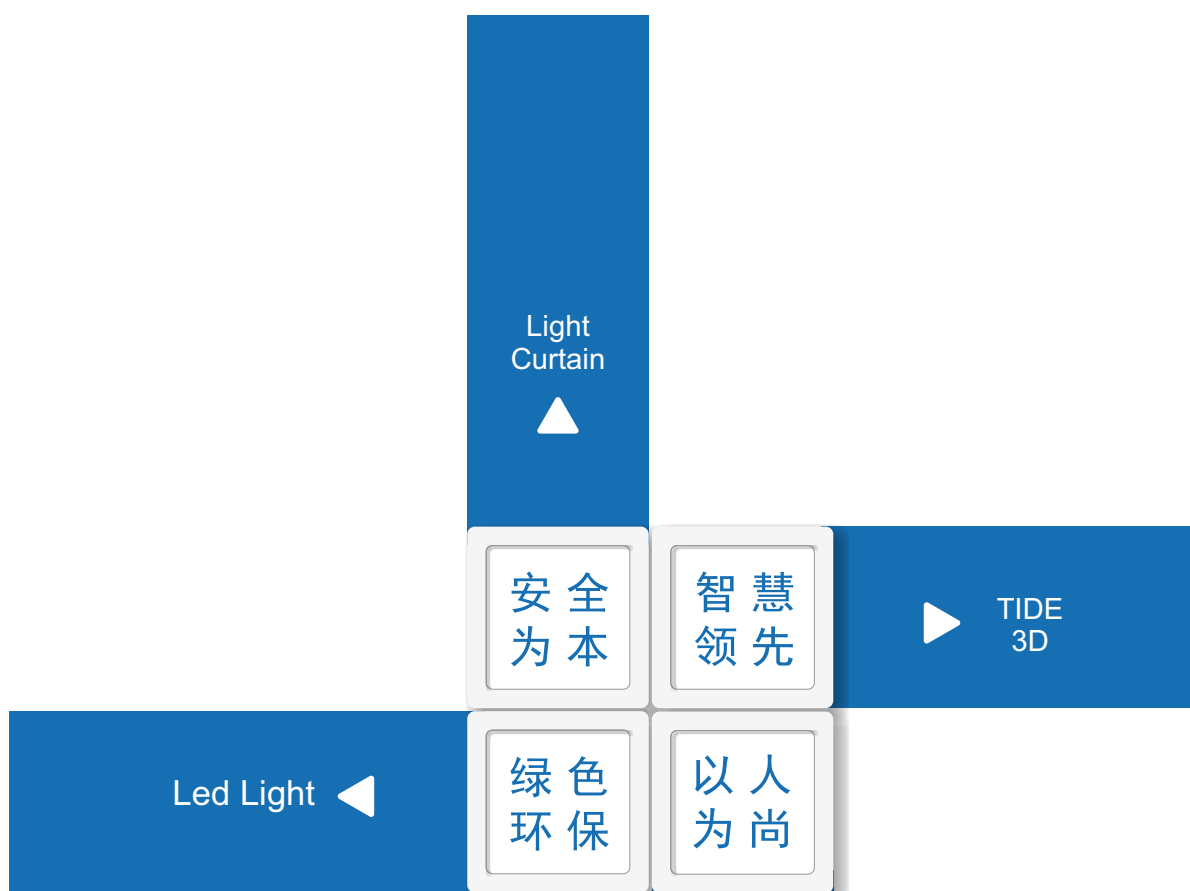 Light
Curtain
安全
为本
智慧
领先
TIDE
3D
Led Light
绿色
环保
以人
为尚